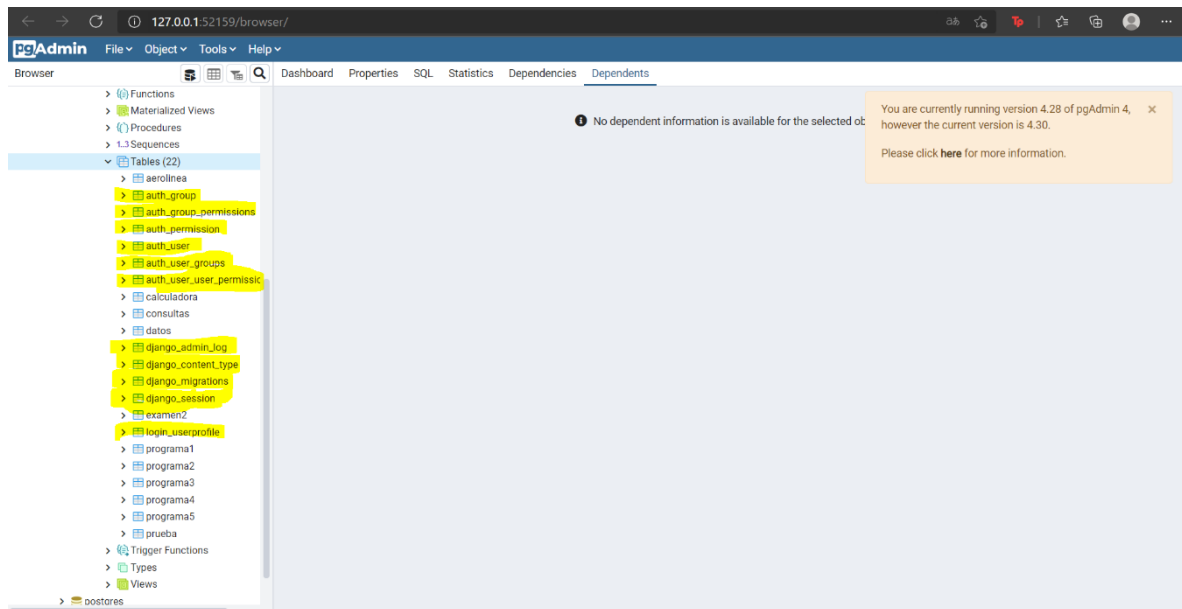 127.0.0.1:52159/browser/
pgAdmin File Object Tools Help
Browser Dashboard Properties SQL Statistics Dependencies Dependents
Functions
Materialized Views
Procedures
1..3 Sequences
Tables (22)
aerolinea
auth_group
auth_group_permissions
auth_permission
auth_user
auth_user_groups
auth_user_user_permissic
calculadora
consultas
datos
django_admin_log
django_content_type
django_migrations
django_session
examen2
login_userprofile
programa1
programa2
programa3
programa4
programa5
prueba
Trigger Functions
Types
Views
postgres
No dependent information is available for the selected ob
You are currently running version 4.28 of pgAdmin 4,
however the current version is 4.30.
Please click here for more information.